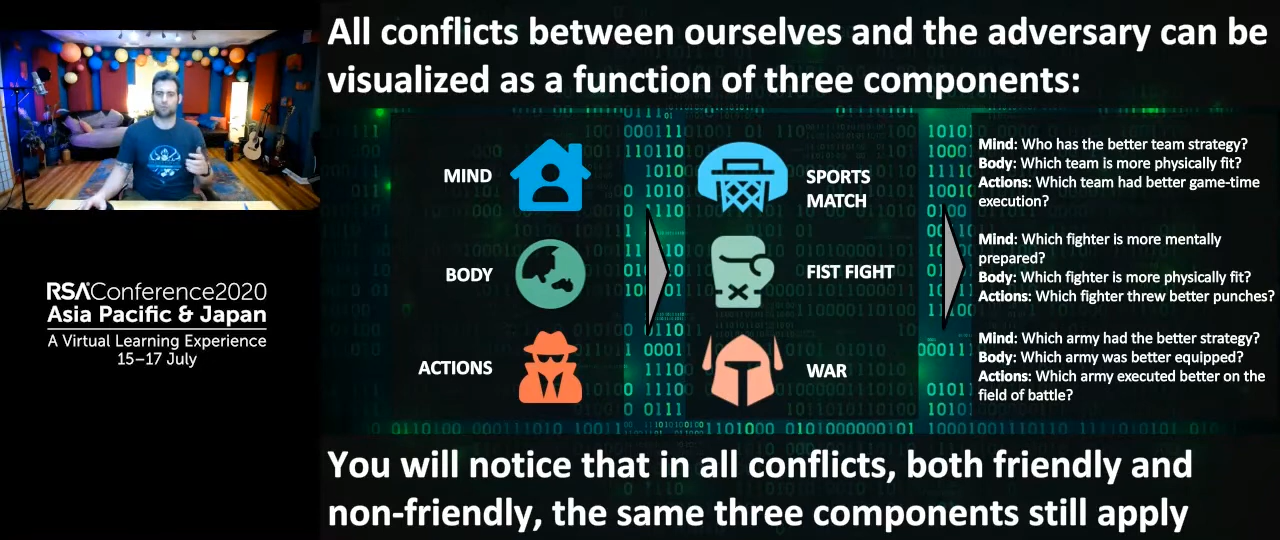 All conflicts between ourselves and the adversary can be
visualized as a function of three components:
MIND
BODY
ACTIONS
SPORTS
MATCH
FIST FIGHT
WAR
Mind: Who has the better team strategy?
Body: Which team is more physically fit?
Actions: Which team had better game-time
execution?
Mind: Which fighter is more mentally
prepared?
Body: Which fighter is more physically fit?
Actions: Which fighter threw better punches?
Mind: Which army had the better strategy?
Body: Which army was better equipped?
Actions: Which army executed better on the
field of battle?
RSAConference2020
Asia Pacific & Japan
A Virtual Learning Experience
15–17 July
You will notice that in all conflicts, both friendly and
non-friendly, the same three components still apply